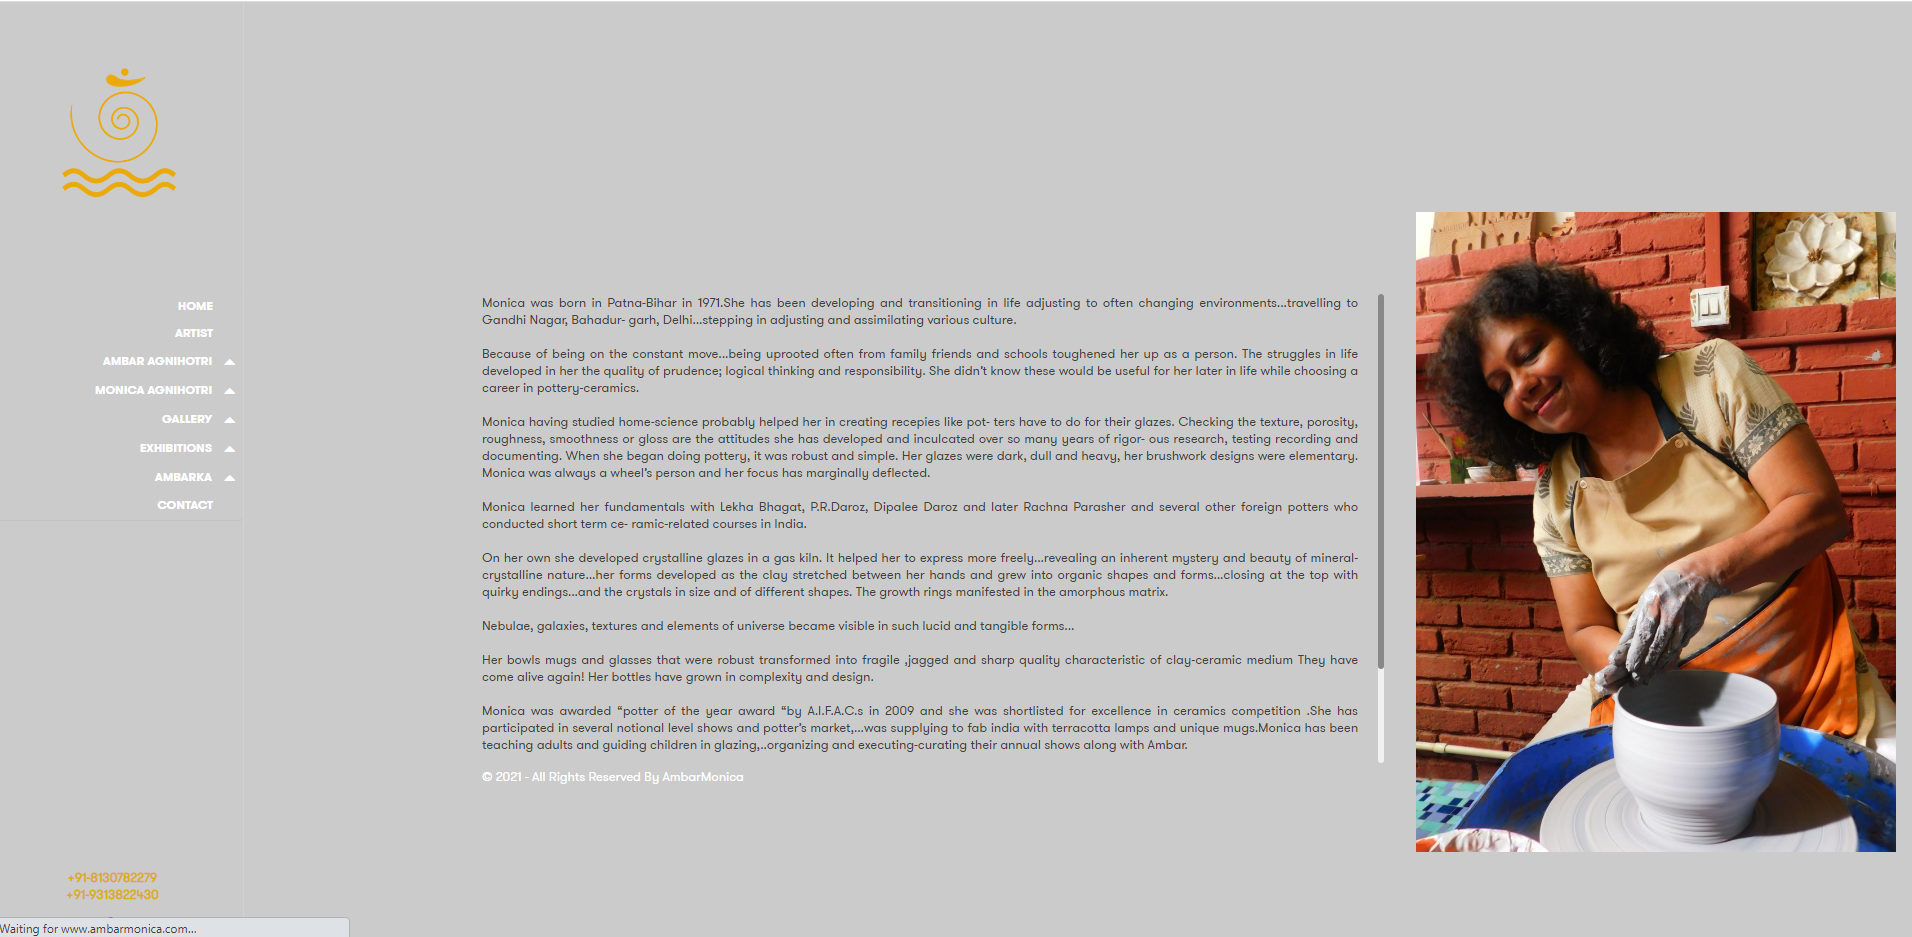 HOME
ARTIST
AMBAR AGNIHOTRI
MONICA AGNIHOTRI
GALLERY
EXHIBITIONS
AMBARKA
CONTACT
+91-8130782279
+91-9313822430
Waiting for www.ambarmonica.com...
Monica was born in Patna-Bihar in 1971.She has been developing and transitioning in life adjusting to often changing environments...travelling to
Gandhi Nagar, Bahadur- garh, Delhi...stepping in adjusting and assimilating various culture.
Because of being on the constant move...being uprooted often from family friends and schools toughened her up as a person. The struggles in life
developed in her the quality of prudence; logical thinking and responsibility. She didn't know these would be useful for her later in life while choosing a
career in pottery-ceramics.
Monica having studied home-science probably helped her in creating recepies like pot- ters have to do for their glazes. Checking the texture, porosity,
roughness, smoothness or gloss are the attitudes she has developed and inculcated over so many years of rigor- ous research, testing recording and
documenting. When she began doing pottery, it was robust and simple. Her glazes were dark, dull and heavy, her brushwork designs were elementary.
Monica was always a wheel's person and her focus has marginally deflected.
Monica learned her fundamentals with Lekha Bhagat, P.R.Daroz, Dipalee Daroz and later Rachna Parasher and several other foreign potters who
conducted short term ce- ramic-related courses in India.
On her own she developed crystalline glazes in a gas kiln. It helped her to express more freely...revealing an inherent mystery and beauty of mineral-
crystalline nature...her forms developed as the clay stretched between her hands and grew into organic shapes and forms...closing at the top with
quirky endings...and the crystals in size and of different shapes. The growth rings manifested in the amorphous matrix.
Nebulae, galaxies, textures and elements of universe became visible in such lucid and tangible forms...
Her bowls mugs and glasses that were robust transformed into fragile ,jagged and sharp quality characteristic of clay-ceramic medium They have
come alive again! Her bottles have grown in complexity and design.
Monica was awarded “potter of the year award “by A.I.F.A.C.s in 2009 and she was shortlisted for excellence in ceramics competition .She has
participated in several notional level shows and potter's market,...was supplying to fab india with terracotta lamps and unique mugs.Monica has been
teaching adults and guiding children in glazing,..organizing and executing-curating their annual shows along with Ambar.
© 2021 - All Rights Reserved By AmbarMonica